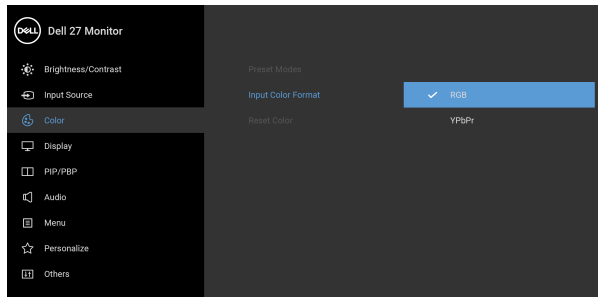 DELL Dell 27 Monitor
Brightness/Contrast
Preset Modes
Input Source
Input Color Format
RGB
Color
Reset Color
YPbPr
Display
PIP/PBP
Audio
Menu
Personalize
Others